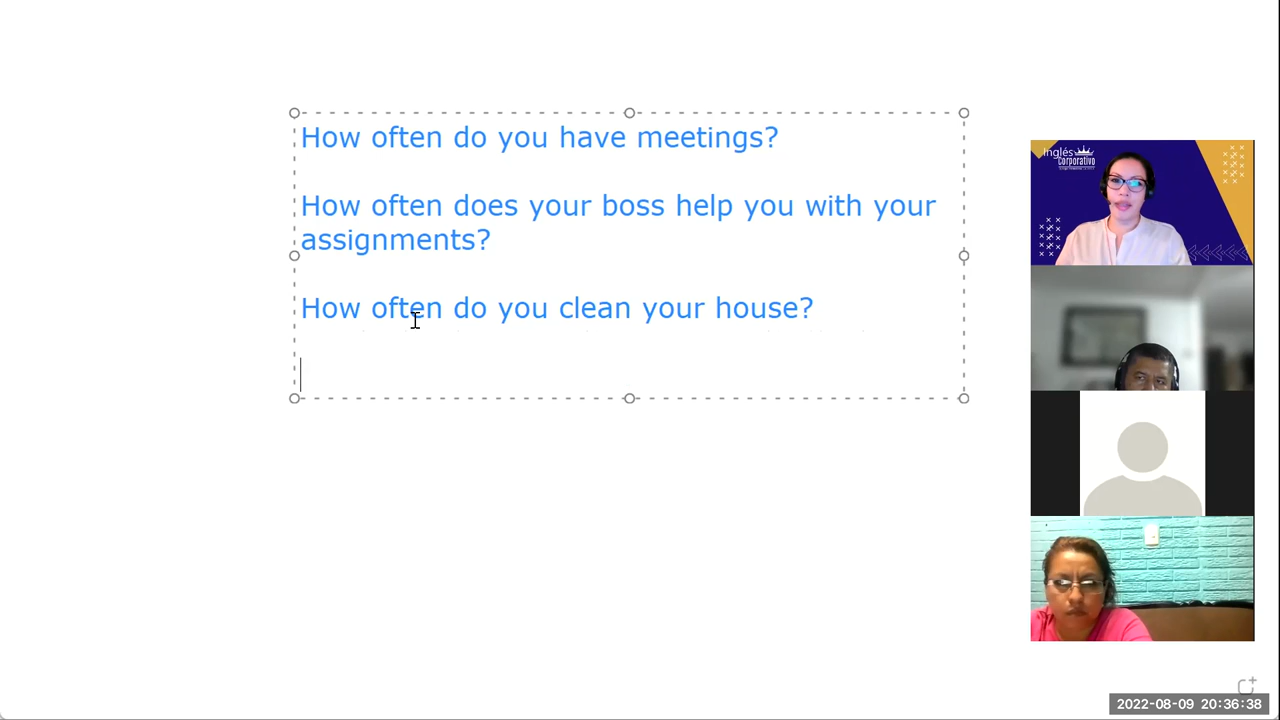 How often do you have meetings?
How often does your boss help you with your
assignments?
How often do you clean your house?
Inglés
Corporativo
2022-08-09 20:36:38